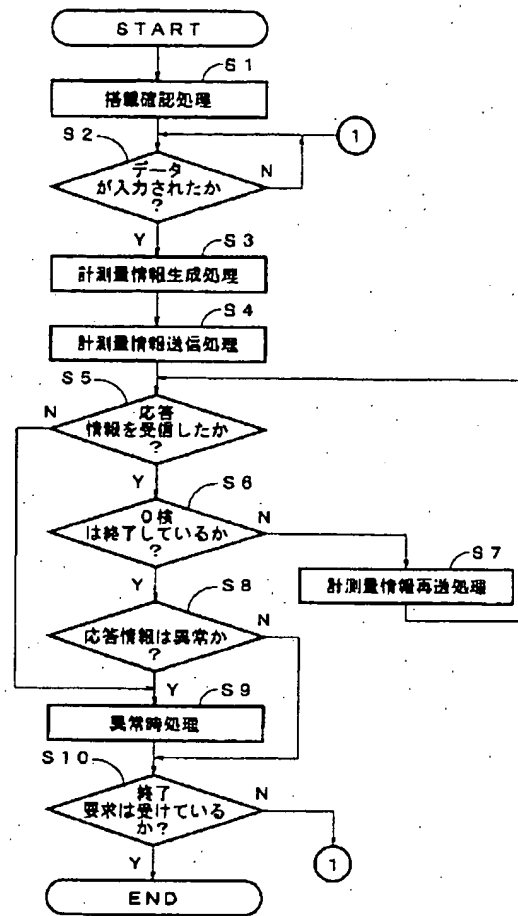 START
S1
搭載確認処理
1
S2
データ
が入力されたか
?
N
Y
S3
計測量情報生成処理
S4
計測量情報送信処理
S5
N
応答
情報を受信したか
?
Y
S6
0検
は終了しているか
?
N
Y
S7
計測量情報再送処理
S8
応答情報は異常か
?
N
Y
S9
異常時処理
S10
終了
要求は受けている
か?
N
Y
1
END